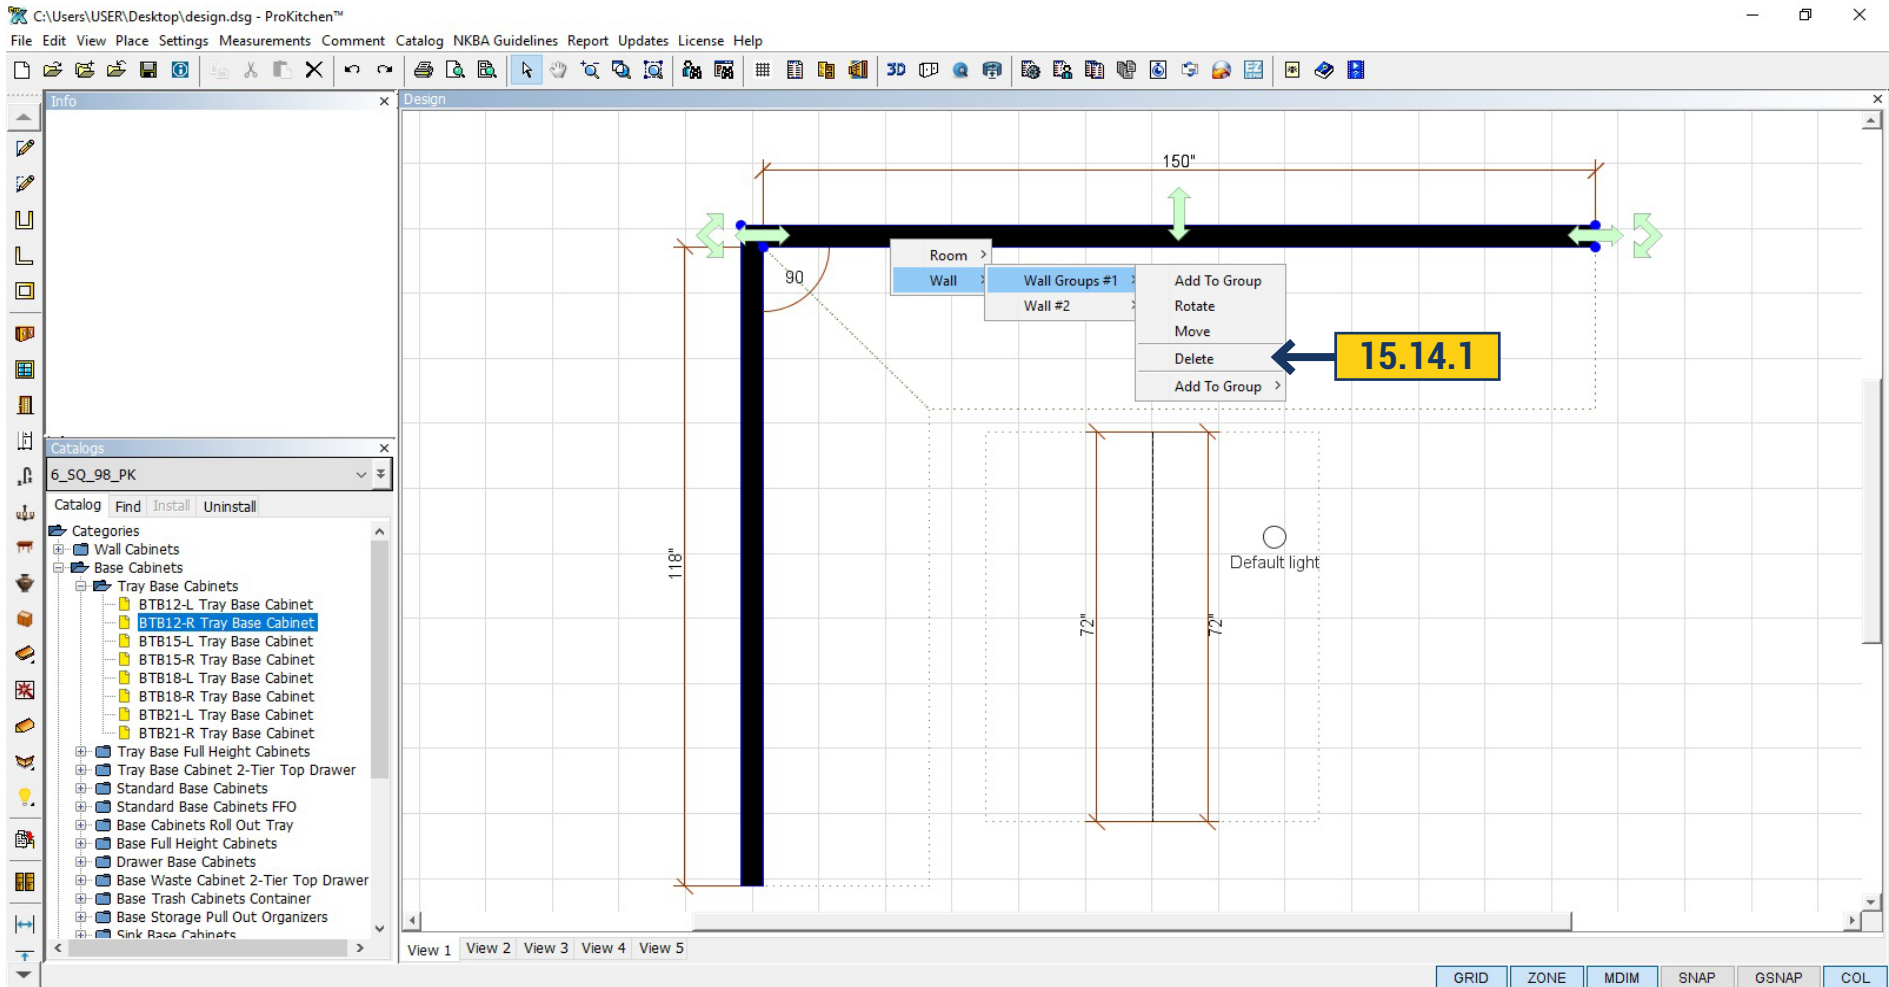 C:\Users\USER\Desktop\design.dsg - ProKitchen™
File Edit View Place Settings Measurements Comment Catalog NKBA Guidelines Report Updates License Help
3D
EZ
Info
Design
150"
90
Room
Wall
Wall Groups #1
Wall #2
Add To Group
Rotate
Move
Delete
Add To Group
15.14.1
118"
72"
72"
Default light
Catalogs
6_SQ_98_PK
Catalog Find Install Uninstall
Categories
Wall Cabinets
Base Cabinets
Tray Base Cabinets
BTB12-L Tray Base Cabinet
BTB12-R Tray Base Cabinet
BTB15-L Tray Base Cabinet
BTB15-R Tray Base Cabinet
BTB18-L Tray Base Cabinet
BTB18-R Tray Base Cabinet
BTB21-L Tray Base Cabinet
BTB21-R Tray Base Cabinet
Tray Base Full Height Cabinets
Tray Base Cabinet 2-Tier Top Drawer
Standard Base Cabinets
Standard Base Cabinets FFO
Base Cabinets Roll Out Tray
Base Full Height Cabinets
Drawer Base Cabinets
Base Waste Cabinet 2-Tier Top Drawer
Base Trash Cabinets Container
Base Storage Pull Out Organizers
Sink Base Cabinets
View 1 View 2 View 3 View 4 View 5
GRID ZONE MDIM SNAP GSNAP COL